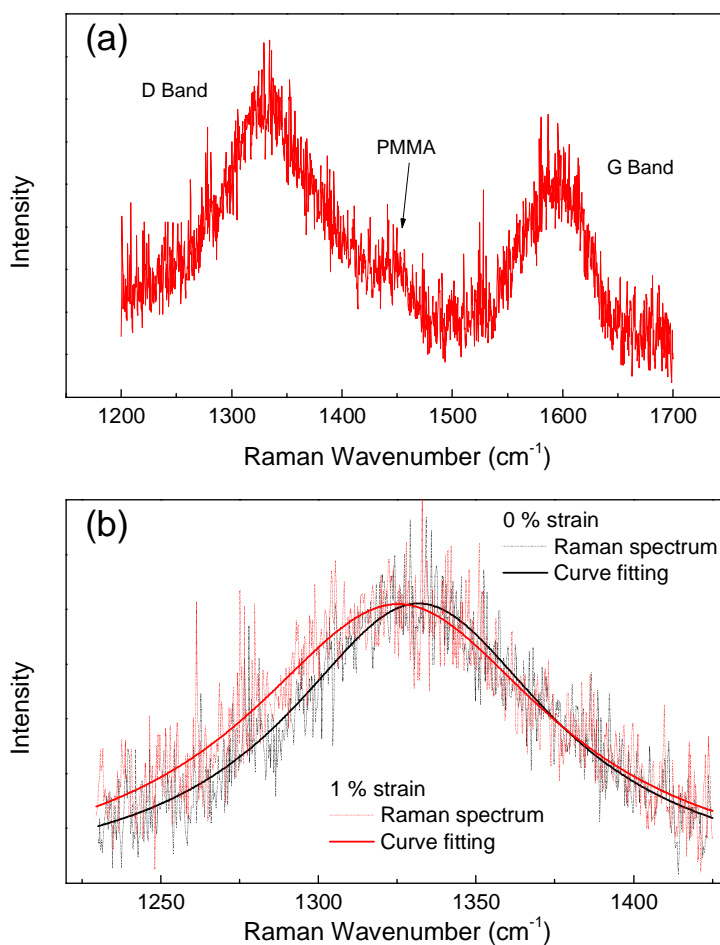 (a)
D Band
PMMA
G Band
Intensity
1200 1300 1400 1500 1600 1700
Raman Wavenumber (cm⁻¹)
(b)
0 % strain
Raman spectrum
Curve fitting
Intensity
1 % strain
Raman spectrum
Curve fitting
1250 1300 1350 1400
Raman Wavenumber (cm⁻¹)